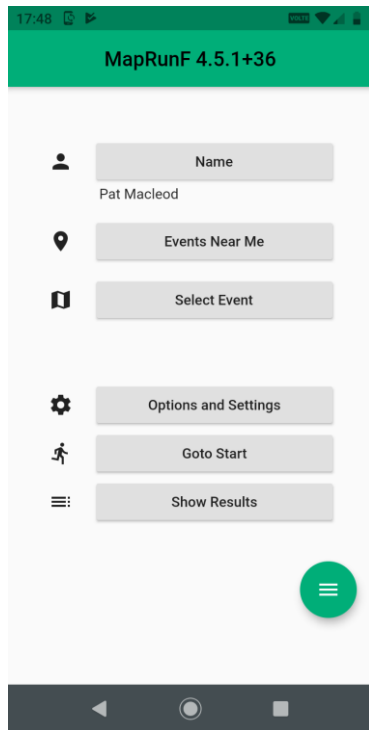 17:48
MapRunF 4.5.1+36
Name
Pat Macleod
Events Near Me
Select Event
Options and Settings
Goto Start
Show Results